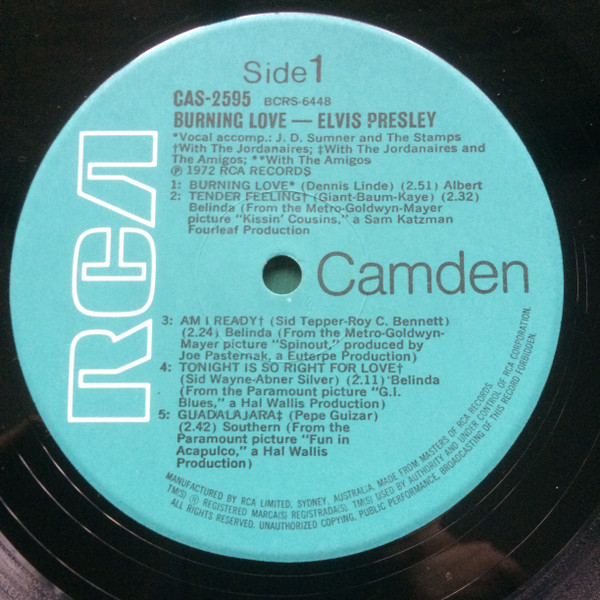 Side 1
CAS-2595 BCRS-6448
BURNING LOVE — ELVIS PRESLEY
*Vocal accomp.: J. D. Sumner and The Stamps
†With The Jordanaires; ‡With The Jordanaires and
The Amigos; **With The Amigos
℗ 1972 RCA RECORDS
1: BURNING LOVE* (Dennis Linde) (2.51) Albert
2: TENDER FEELING† (Giant-Baum-Kaye) (2.32)
Belinda (From the Metro-Goldwyn-Mayer
picture "Kissin' Cousins," a Sam Katzman
Fourleaf Production
RCA
Camden
3: AM I READY† (Sid Tepper-Roy C. Bennett)
(2.24) Belinda (From the Metro-Goldwyn-
Mayer picture "Spinout," produced by
Joe Pasternak, a Euterpe Production)
4: TONIGHT IS SO RIGHT FOR LOVE†
(Sid Wayne-Abner Silver) (2.11) Belinda
(From the Paramount picture "G.I.
Blues," a Hal Wallis Production)
5: GUADALAJARA‡ (Pepe Guizar)
(2.42) Southern (From the
Paramount picture "Fun in
Acapulco," a Hal Wallis
Production)
MANUFACTURED BY RCA LIMITED, SYDNEY, AUSTRALIA. MADE FROM MASTERS OF RCA RECORDS.
TM(S) ® REGISTERED MARCA(S) REGISTRADA(S). TM(S) USED BY AUTHORITY AND UNDER CONTROL OF RCA CORPORATION.
ALL RIGHTS RESERVED. UNAUTHORIZED COPYING, PUBLIC PERFORMANCE, BROADCASTING OF THIS RECORD FORBIDDEN.